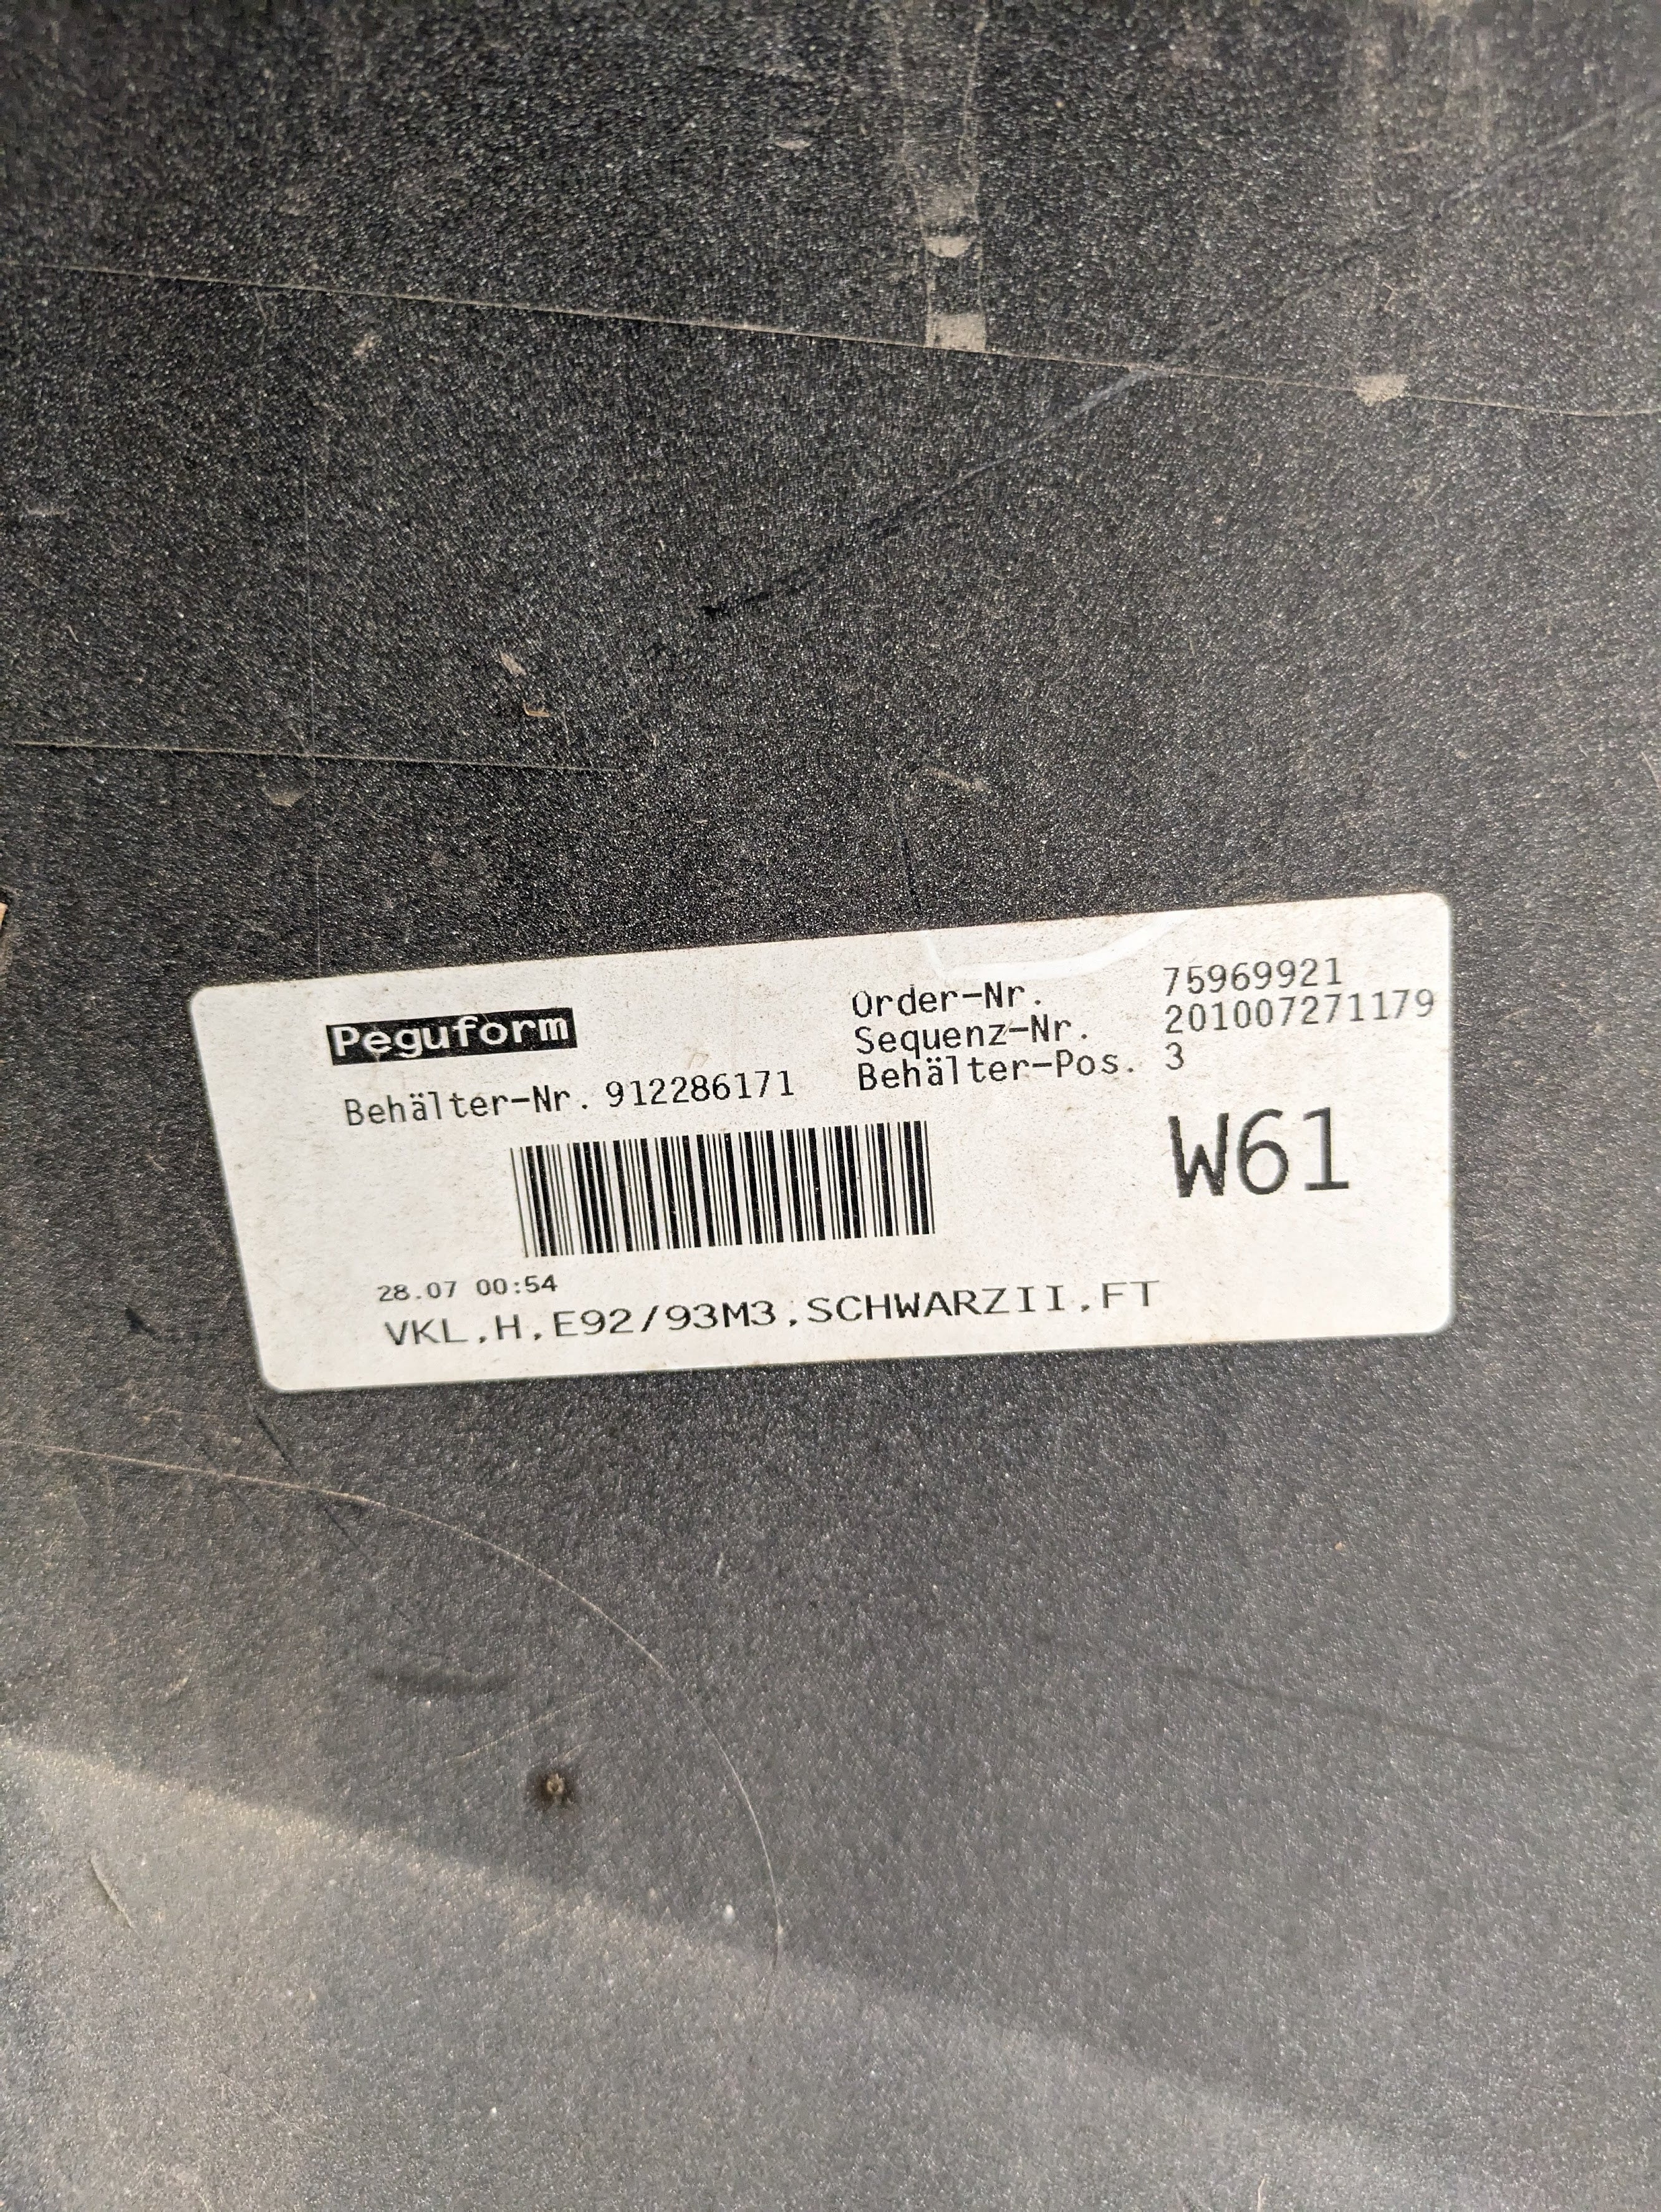 Peguform
Behälter-Nr. 912286171
Order-Nr. 75969921
Sequenz-Nr. 201007271179
Behälter-Pos. 3
W61
28.07 00:54
VKL,H,E92/93M3,SCHWARZII,FT